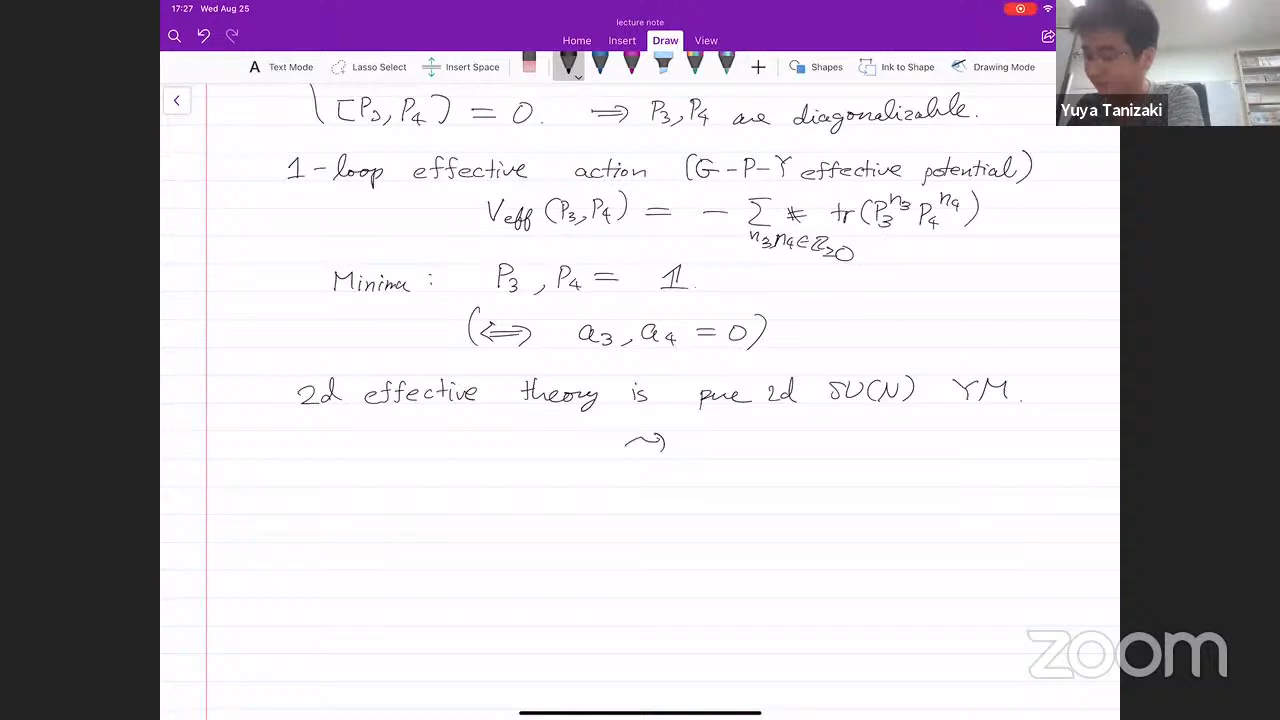 17:27 Wed Aug 25
lecture note
Home Insert Draw View
Text Mode Lasso Select Insert Space Shapes Ink to Shape Drawing Mode
Yuya Tanizaki
[P₃, P₄] = 0. ⟹ P₃, P₄ are diagonalizable.
1-loop effective action (G-P-Y effective potential)
V_eff (P₃, P₄) = - Σ_{n₃,n₄∈ℤ≥0} * tr(P₃^{n₃} P₄^{n₄})
Minima : P₃, P₄ = 𝟙.
(⟺ a₃, a₄ = 0)
2d effective theory is pure 2d SU(N) YM.
⇝
zoom